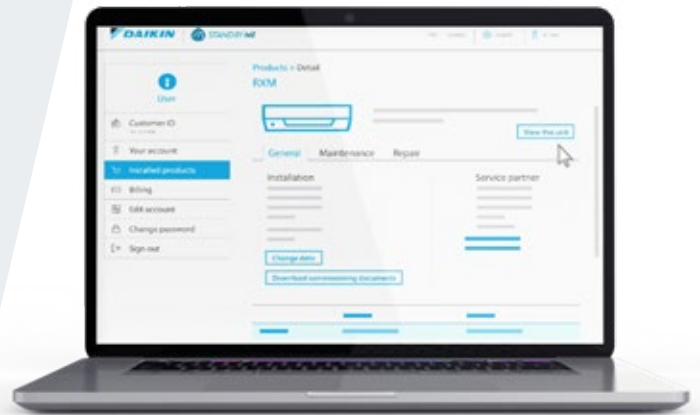 DAIKIN STANDBY ME
User
Customer ID
Your account
Installed products
Billing
Edit account
Change password
Sign out
Products > Detail
RXM
View this unit
General Maintenance Repair
Installation
Service partner
Change data
Download commissioning documents